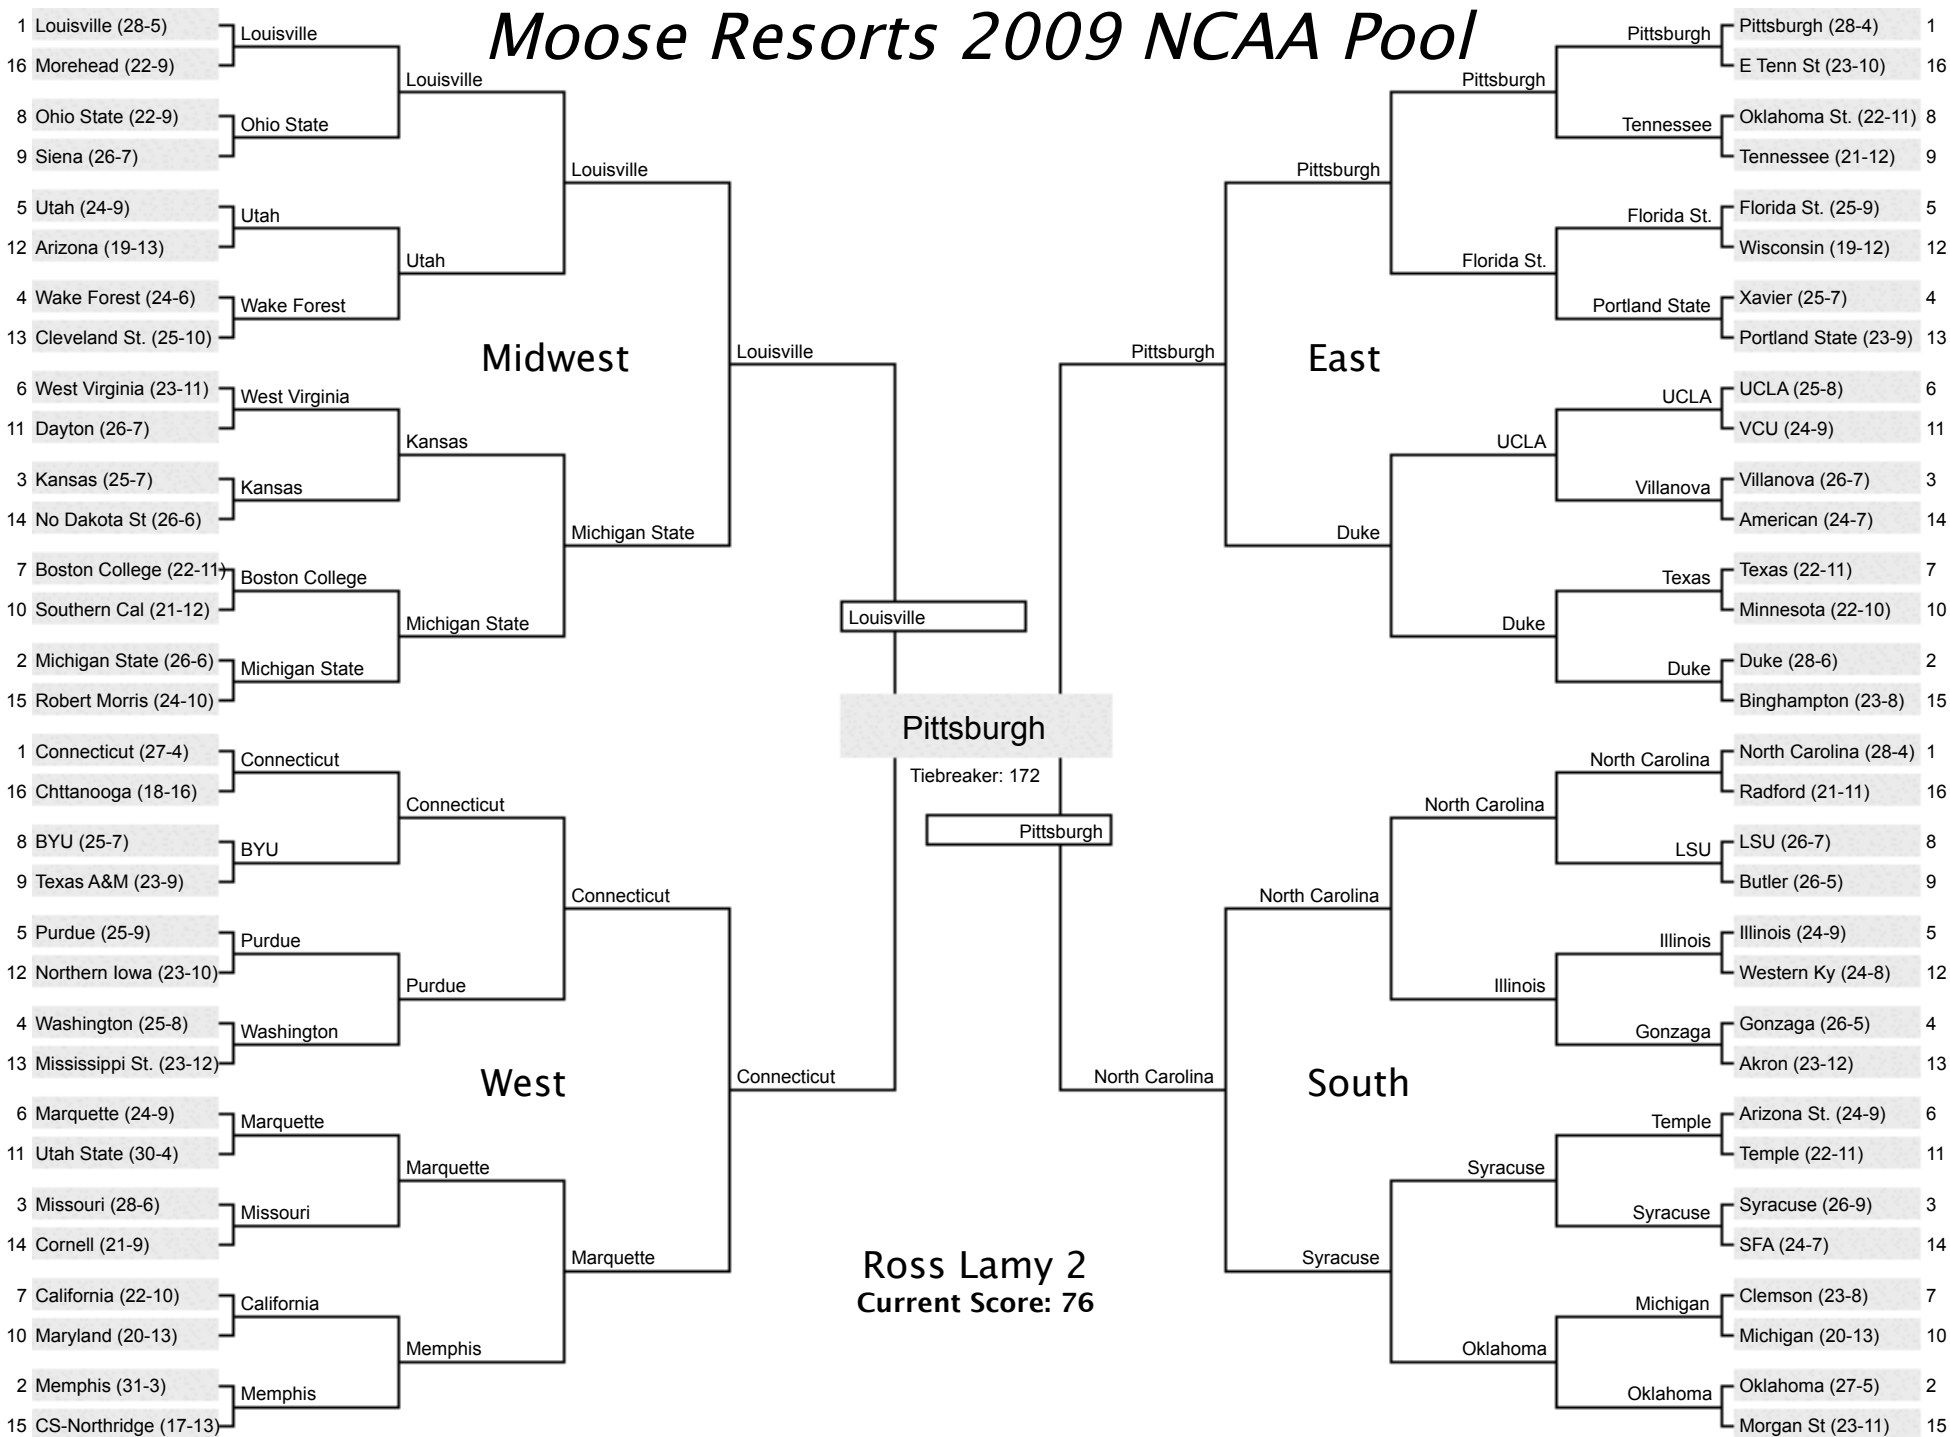 Moose Resorts 2009 NCAA Pool
1 Louisville (28-5)
16 Morehead (22-9)
8 Ohio State (22-9)
9 Siena (26-7)
5 Utah (24-9)
12 Arizona (19-13)
4 Wake Forest (24-6)
13 Cleveland St. (25-10)
6 West Virginia (23-11)
11 Dayton (26-7)
3 Kansas (25-7)
14 No Dakota St (26-6)
7 Boston College (22-11)
10 Southern Cal (21-12)
2 Michigan State (26-6)
15 Robert Morris (24-10)
Louisville
Ohio State
Utah
Wake Forest
West Virginia
Kansas
Boston College
Michigan State
Louisville
Utah
Kansas
Michigan State
Louisville
Michigan State
Louisville
Midwest
1 Connecticut (27-4)
16 Chttanooga (18-16)
8 BYU (25-7)
9 Texas A&M (23-9)
5 Purdue (25-9)
12 Northern Iowa (23-10)
4 Washington (25-8)
13 Mississippi St. (23-12)
6 Marquette (24-9)
11 Utah State (30-4)
3 Missouri (28-6)
14 Cornell (21-9)
7 California (22-10)
10 Maryland (20-13)
2 Memphis (31-3)
15 CS-Northridge (17-13)
Connecticut
BYU
Purdue
Washington
Marquette
Missouri
California
Memphis
Connecticut
Purdue
Marquette
Memphis
Connecticut
Marquette
Connecticut
West
Louisville
Pittsburgh
Tiebreaker: 172
Pittsburgh
Ross Lamy 2
Current Score: 76
Pittsburgh (28-4) 1
E Tenn St (23-10) 16
Oklahoma St. (22-11) 8
Tennessee (21-12) 9
Florida St. (25-9) 5
Wisconsin (19-12) 12
Xavier (25-7) 4
Portland State (23-9) 13
UCLA (25-8) 6
VCU (24-9) 11
Villanova (26-7) 3
American (24-7) 14
Texas (22-11) 7
Minnesota (22-10) 10
Duke (28-6) 2
Binghampton (23-8) 15
Pittsburgh
Tennessee
Florida St.
Portland State
UCLA
Villanova
Texas
Duke
Pittsburgh
Florida St.
UCLA
Duke
Pittsburgh
Duke
Pittsburgh
East
North Carolina (28-4) 1
Radford (21-11) 16
LSU (26-7) 8
Butler (26-5) 9
Illinois (24-9) 5
Western Ky (24-8) 12
Gonzaga (26-5) 4
Akron (23-12) 13
Arizona St. (24-9) 6
Temple (22-11) 11
Syracuse (26-9) 3
SFA (24-7) 14
Clemson (23-8) 7
Michigan (20-13) 10
Oklahoma (27-5) 2
Morgan St (23-11) 15
North Carolina
LSU
Illinois
Gonzaga
Temple
Syracuse
Michigan
Oklahoma
North Carolina
Illinois
Syracuse
Oklahoma
North Carolina
Syracuse
North Carolina
South